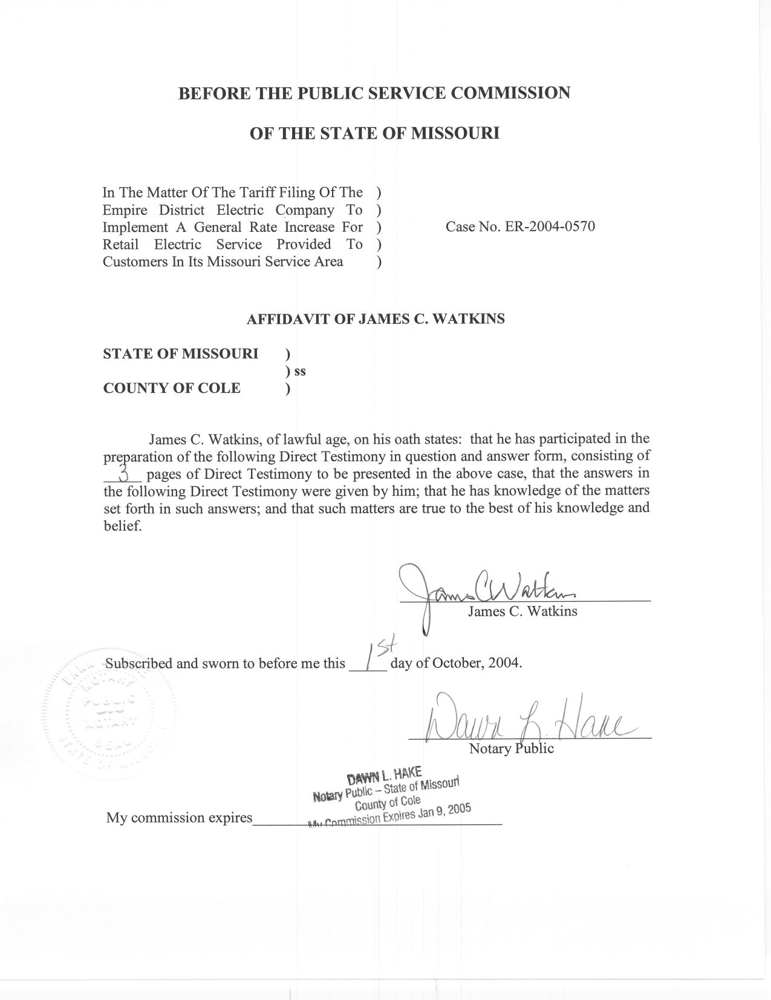 BEFORE THE PUBLIC SERVICE COMMISSION
OF THE STATE OF MISSOURI
In The Matter Of The Tariff Filing Of The )
Empire District Electric Company To )
Implement A General Rate Increase For ) Case No. ER-2004-0570
Retail Electric Service Provided To )
Customers In Its Missouri Service Area )
AFFIDAVIT OF JAMES C. WATKINS
STATE OF MISSOURI )
) ss
COUNTY OF COLE )
James C. Watkins, of lawful age, on his oath states: that he has participated in the
preparation of the following Direct Testimony in question and answer form, consisting of
3 pages of Direct Testimony to be presented in the above case, that the answers in
the following Direct Testimony were given by him; that he has knowledge of the matters
set forth in such answers; and that such matters are true to the best of his knowledge and
belief.
James C Watkins
James C. Watkins
Subscribed and sworn to before me this 1st day of October, 2004.
NOTARY
PUBLIC
NOTARY
SEAL
STATE OF MISSOURI
Dawn L. Hake
Notary Public
DAWN L. HAKE
Notary Public – State of Missouri
County of Cole
My Commission Expires Jan 9, 2005
My commission expires